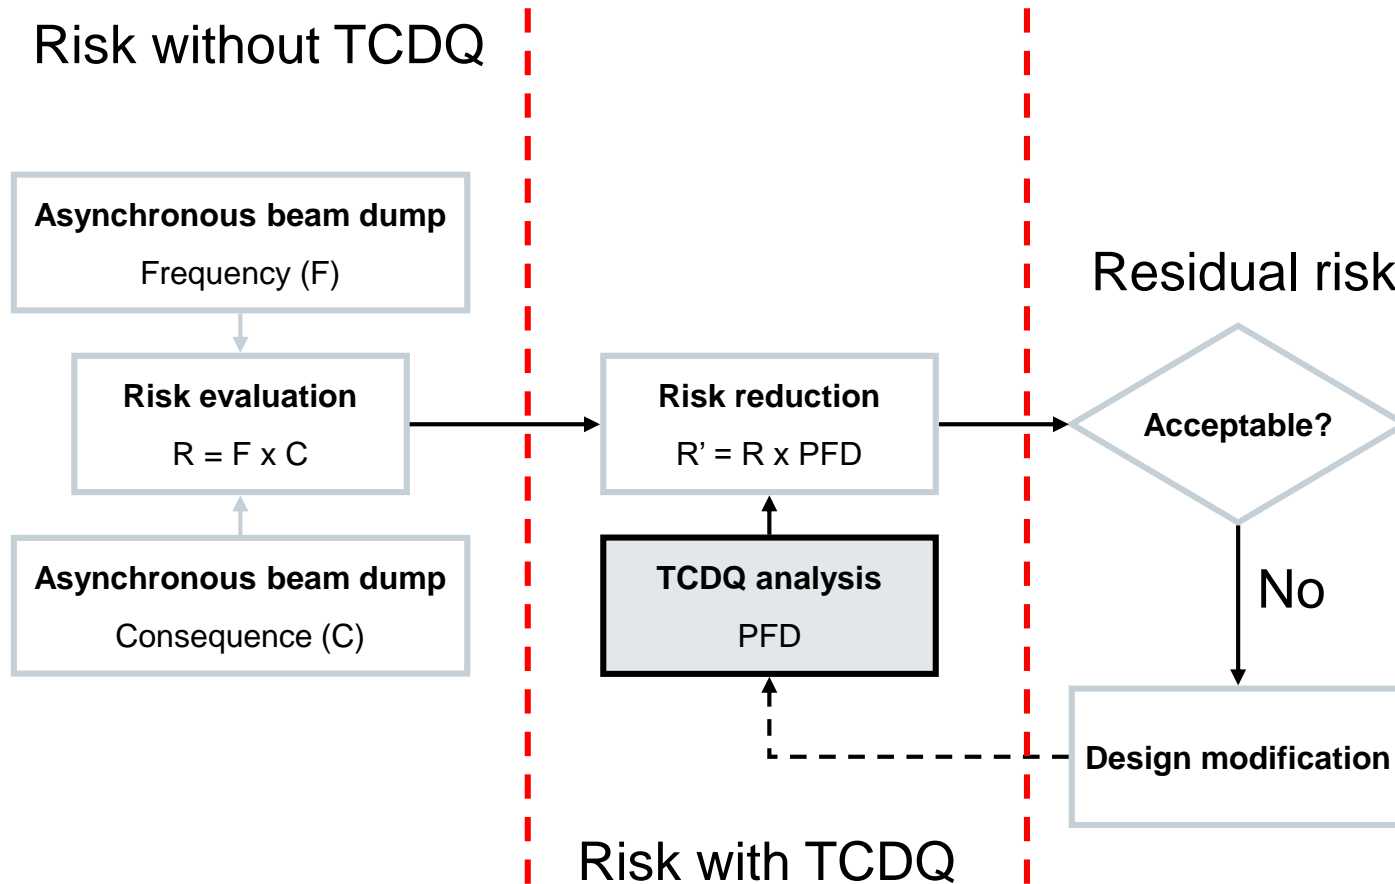 Risk without TCDQ
Asynchronous beam dump
Frequency (F)
Risk evaluation
R = F x C
Asynchronous beam dump
Consequence (C)
Risk reduction
R’ = R x PFD
TCDQ analysis
PFD
Risk with TCDQ
Residual risk
Acceptable?
No
Design modification